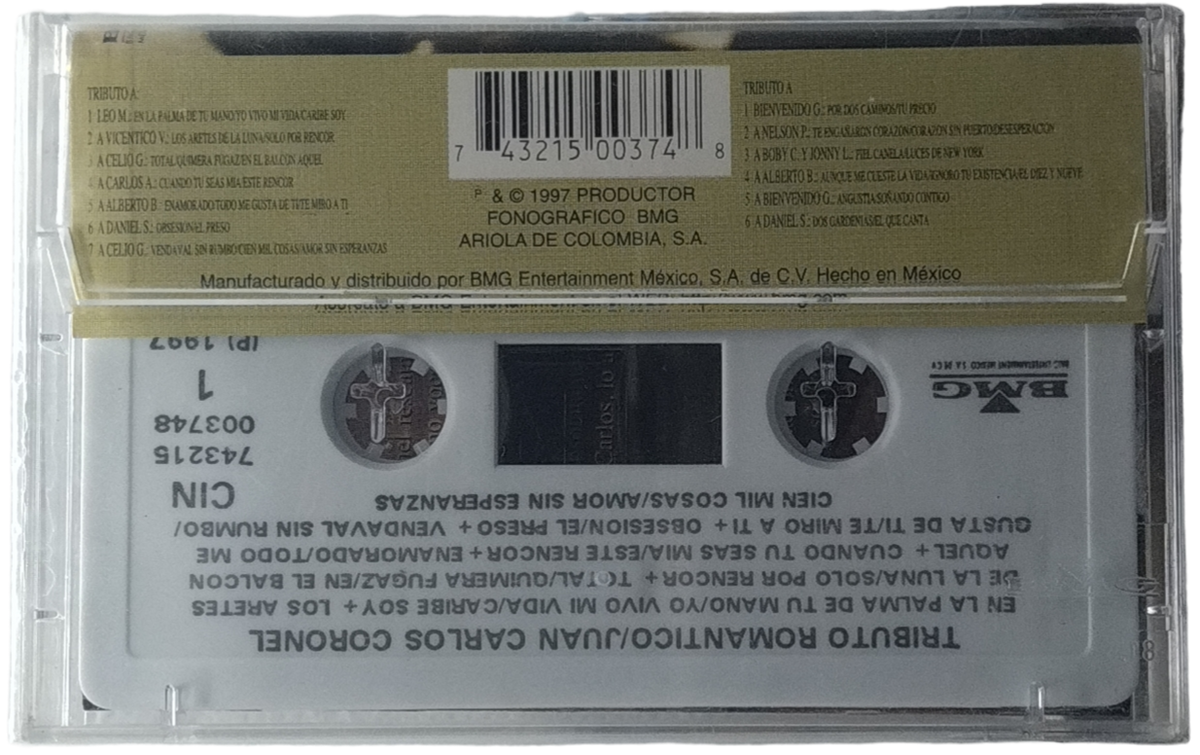 TRIBUTO A:
1 LEO M.: EN LA PALMA DE TU MANO/YO VIVO MI VIDA/CARIBE SOY
2 A VICENTICO V.: LOS ARETES DE LA LUNA/SOLO POR RENCOR
3 A CELIO G.: TOTAL/QUIMERA FUGAZ/EN EL BALCON AQUEL
4 A CARLOS A.: CUANDO TU SEAS MIA/ESTE RENCOR
5 A ALBERTO B.: ENAMORADO/TODO ME GUSTA DE TI/TE MIRO A TI
6 A DANIEL S.: OBSESION/EL PRESO
7 A CELIO G.: VENDAVAL SIN RUMBO/CIEN MIL COSAS/AMOR SIN ESPERANZAS
7 43215 00374 8
℗ & © 1997 PRODUCTOR
FONOGRAFICO BMG
ARIOLA DE COLOMBIA, S.A.
TRIBUTO A
1 BIENVENIDO G.: POR DOS CAMINOS/TU PRECIO
2 A NELSON P.: TE ENGAÑARON CORAZON/CORAZON SIN PUERTO/DESESPERACION
3 A BOBY C. Y JONNY L.: PIEL CANELA/LUCES DE NEW YORK
4 A ALBERTO B.: AUNQUE ME CUESTE LA VIDA/IGNORO TU EXISTENCIA/EL DIEZ Y NUEVE
5 A BIENVENIDO G.: ANGUSTIA/SOÑANDO CONTIGO
6 A DANIEL S.: DOS GARDENIAS/EL QUE CANTA
Manufacturado y distribuido por BMG Entertainment México, S.A. de C.V. Hecho en México
TRIBUTO ROMANTICO/JUAN CARLOS CORONEL
EN LA PALMA DE TU MANO/YO VIVO MI VIDA/CARIBE SOY + LOS ARETES
DE LA LUNA/SOLO POR RENCOR + TOTAL/QUIMERA FUGAZ/EN EL BALCON
AQUEL + CUANDO TU SEAS MIA/ESTE RENCOR + ENAMORADO/TODO ME
GUSTA DE TI/TE MIRO A TI + OBSESION/EL PRESO + VENDAVAL SIN RUMBO/
CIEN MIL COSAS/AMOR SIN ESPERANZAS
CIN
743215
003748
1
(P) 1997
BMG
BMG ENTERTAINMENT MEXICO S.A. DE C.V.
Carlos, lo a